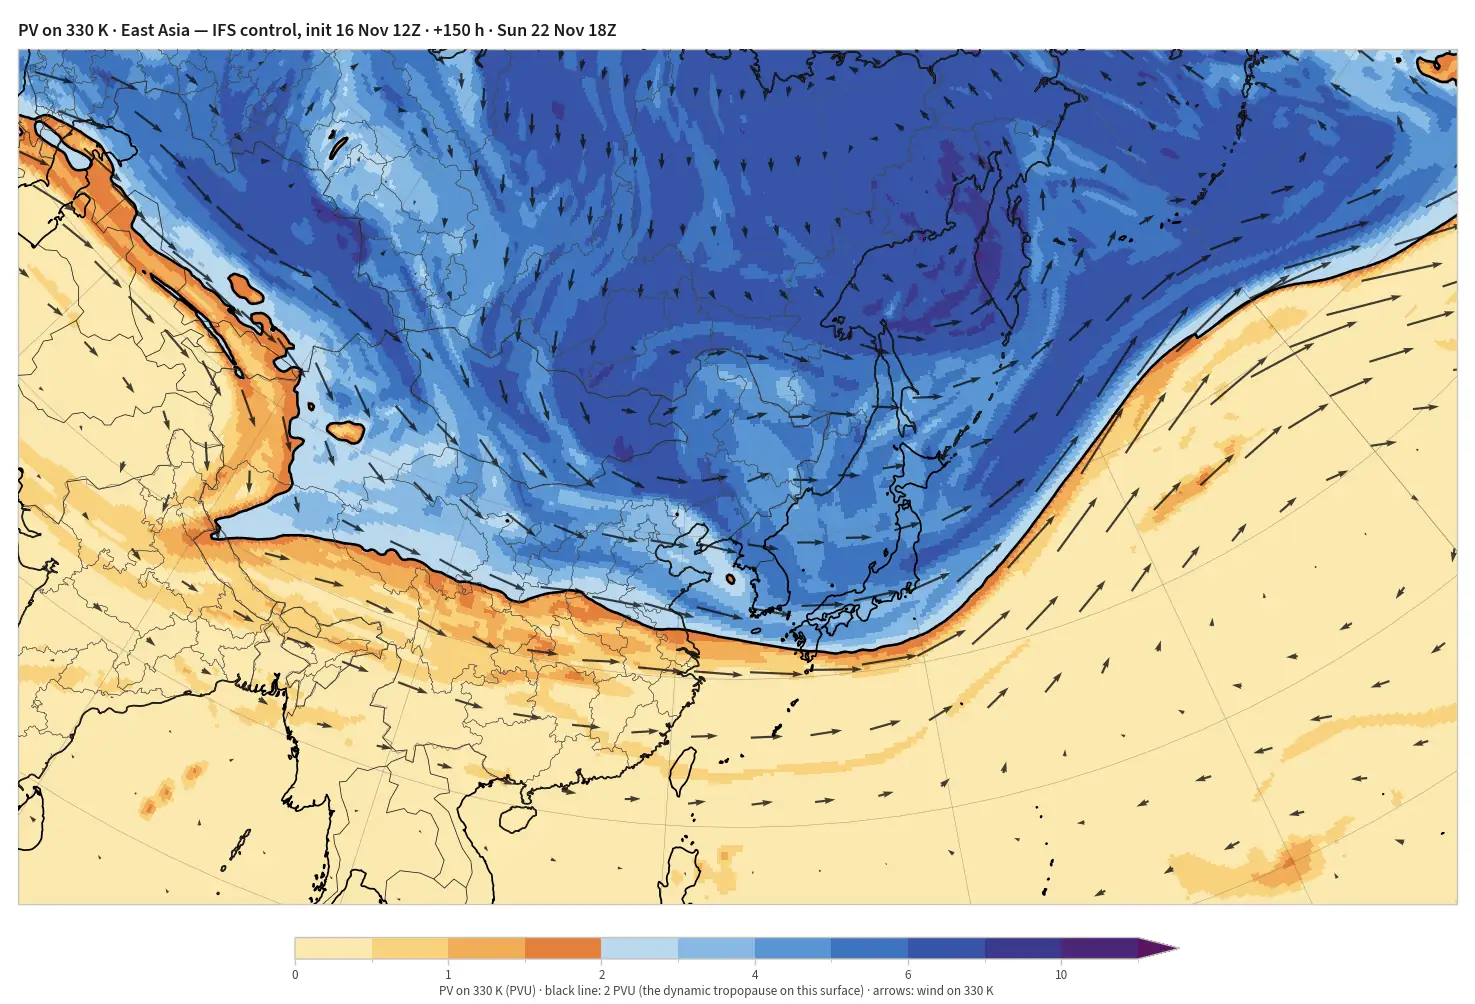 PV on 330 K · East Asia — IFS control, init 16 Nov 12Z · +150 h · Sun 22 Nov 18Z
0 1 2 4 6 10
PV on 330 K (PVU) · black line: 2 PVU (the dynamic tropopause on this surface) · arrows: wind on 330 K